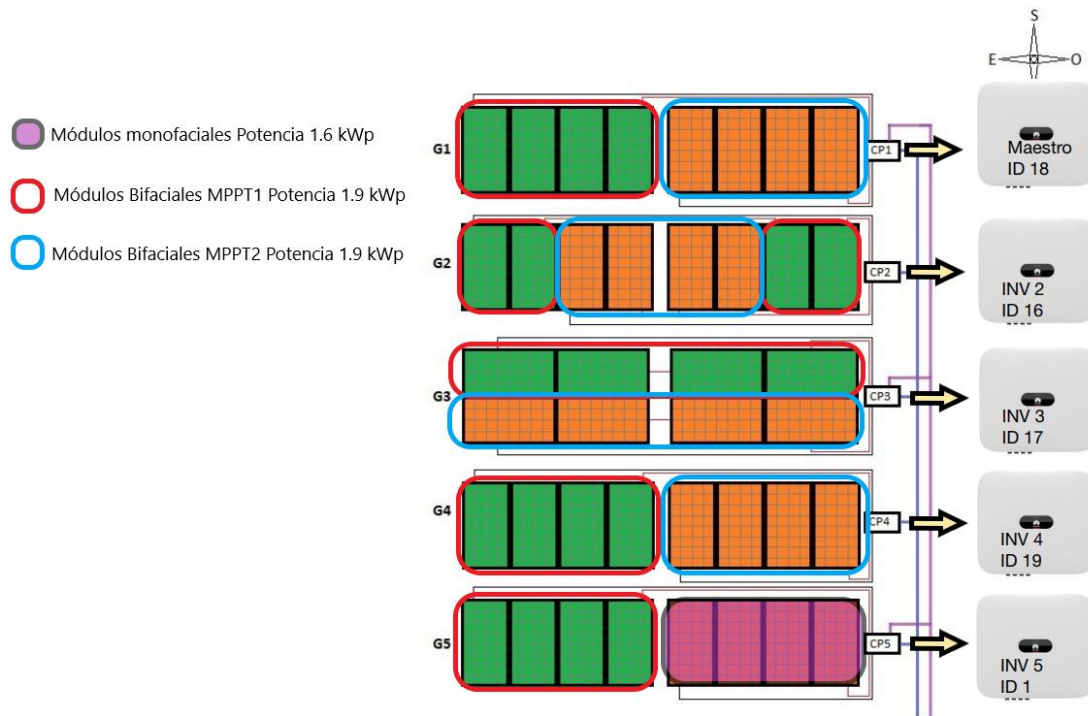 S
E
O
Módulos monofaciales Potencia 1.6 kWp
Módulos Bifaciales MPPT1 Potencia 1.9 kWp
Módulos Bifaciales MPPT2 Potencia 1.9 kWp
G1
CP1
Maestro
ID 18
G2
CP2
INV 2
ID 16
G3
CP3
INV 3
ID 17
G4
CP4
INV 4
ID 19
G5
CP5
INV 5
ID 1